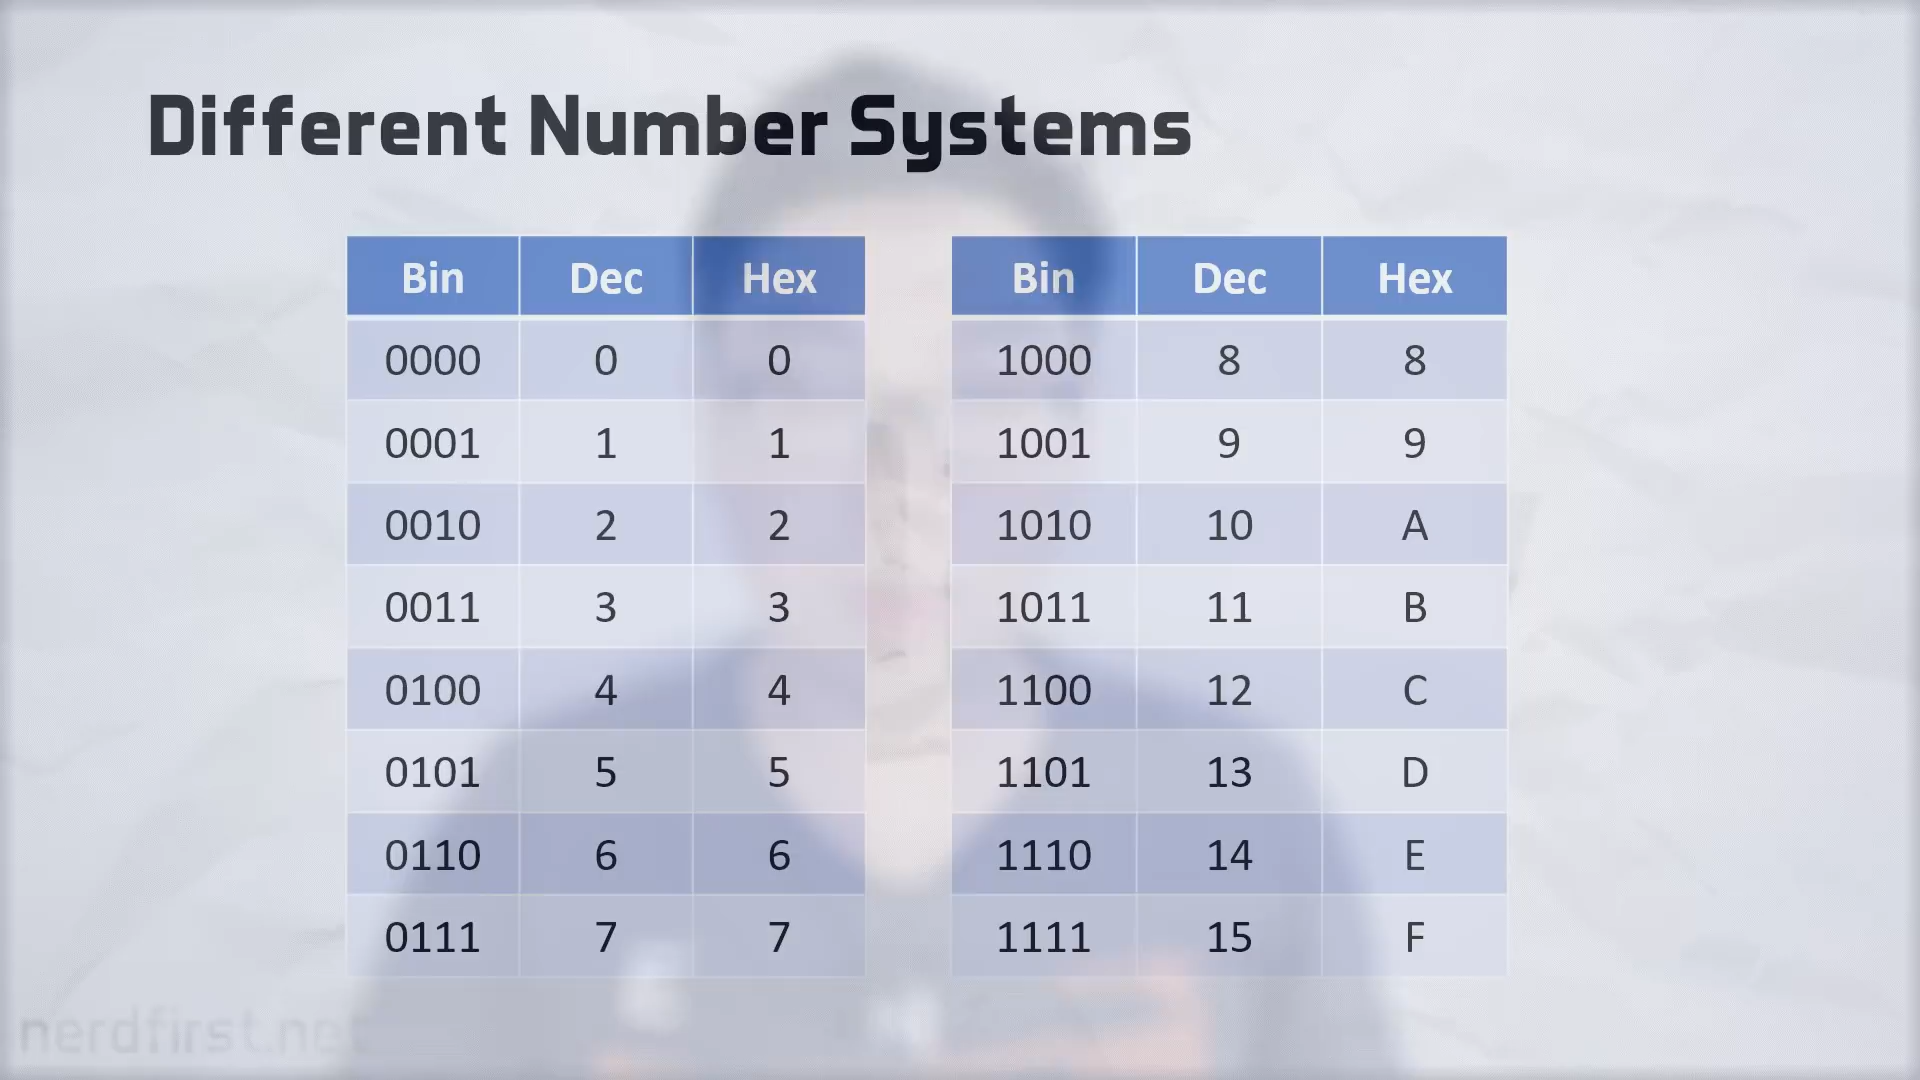 Different Number Systems
Bin Dec Hex
0000 0 0
0001 1 1
0010 2 2
0011 3 3
0100 4 4
0101 5 5
0110 6 6
0111 7 7
Bin Dec Hex
1000 8 8
1001 9 9
1010 10 A
1011 11 B
1100 12 C
1101 13 D
1110 14 E
1111 15 F
nerdfirst.net